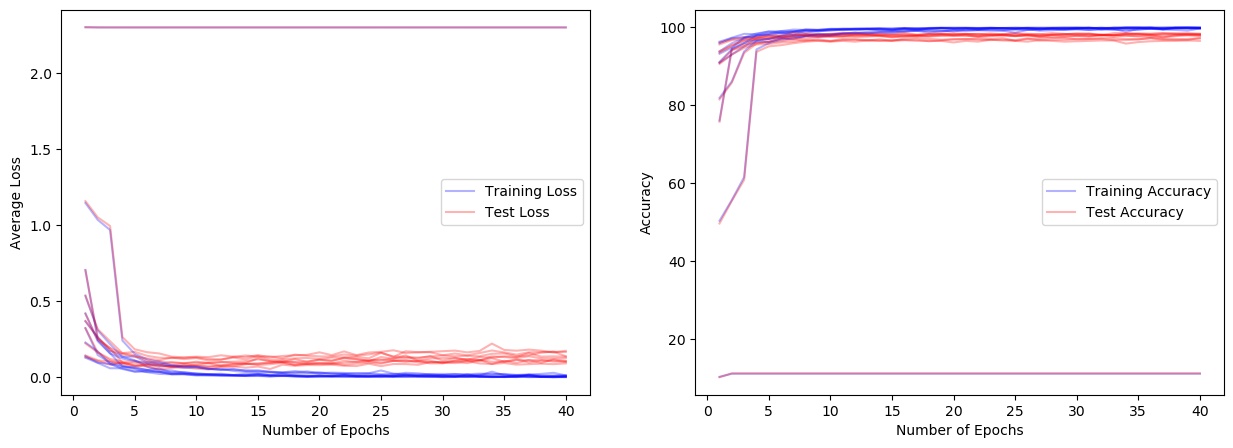 2.0
1.5
1.0
0.5
0.0
Average Loss
Training Loss
Test Loss
0 5 10 15 20 25 30 35 40
Number of Epochs
100
80
60
40
20
Accuracy
Training Accuracy
Test Accuracy
0 5 10 15 20 25 30 35 40
Number of Epochs